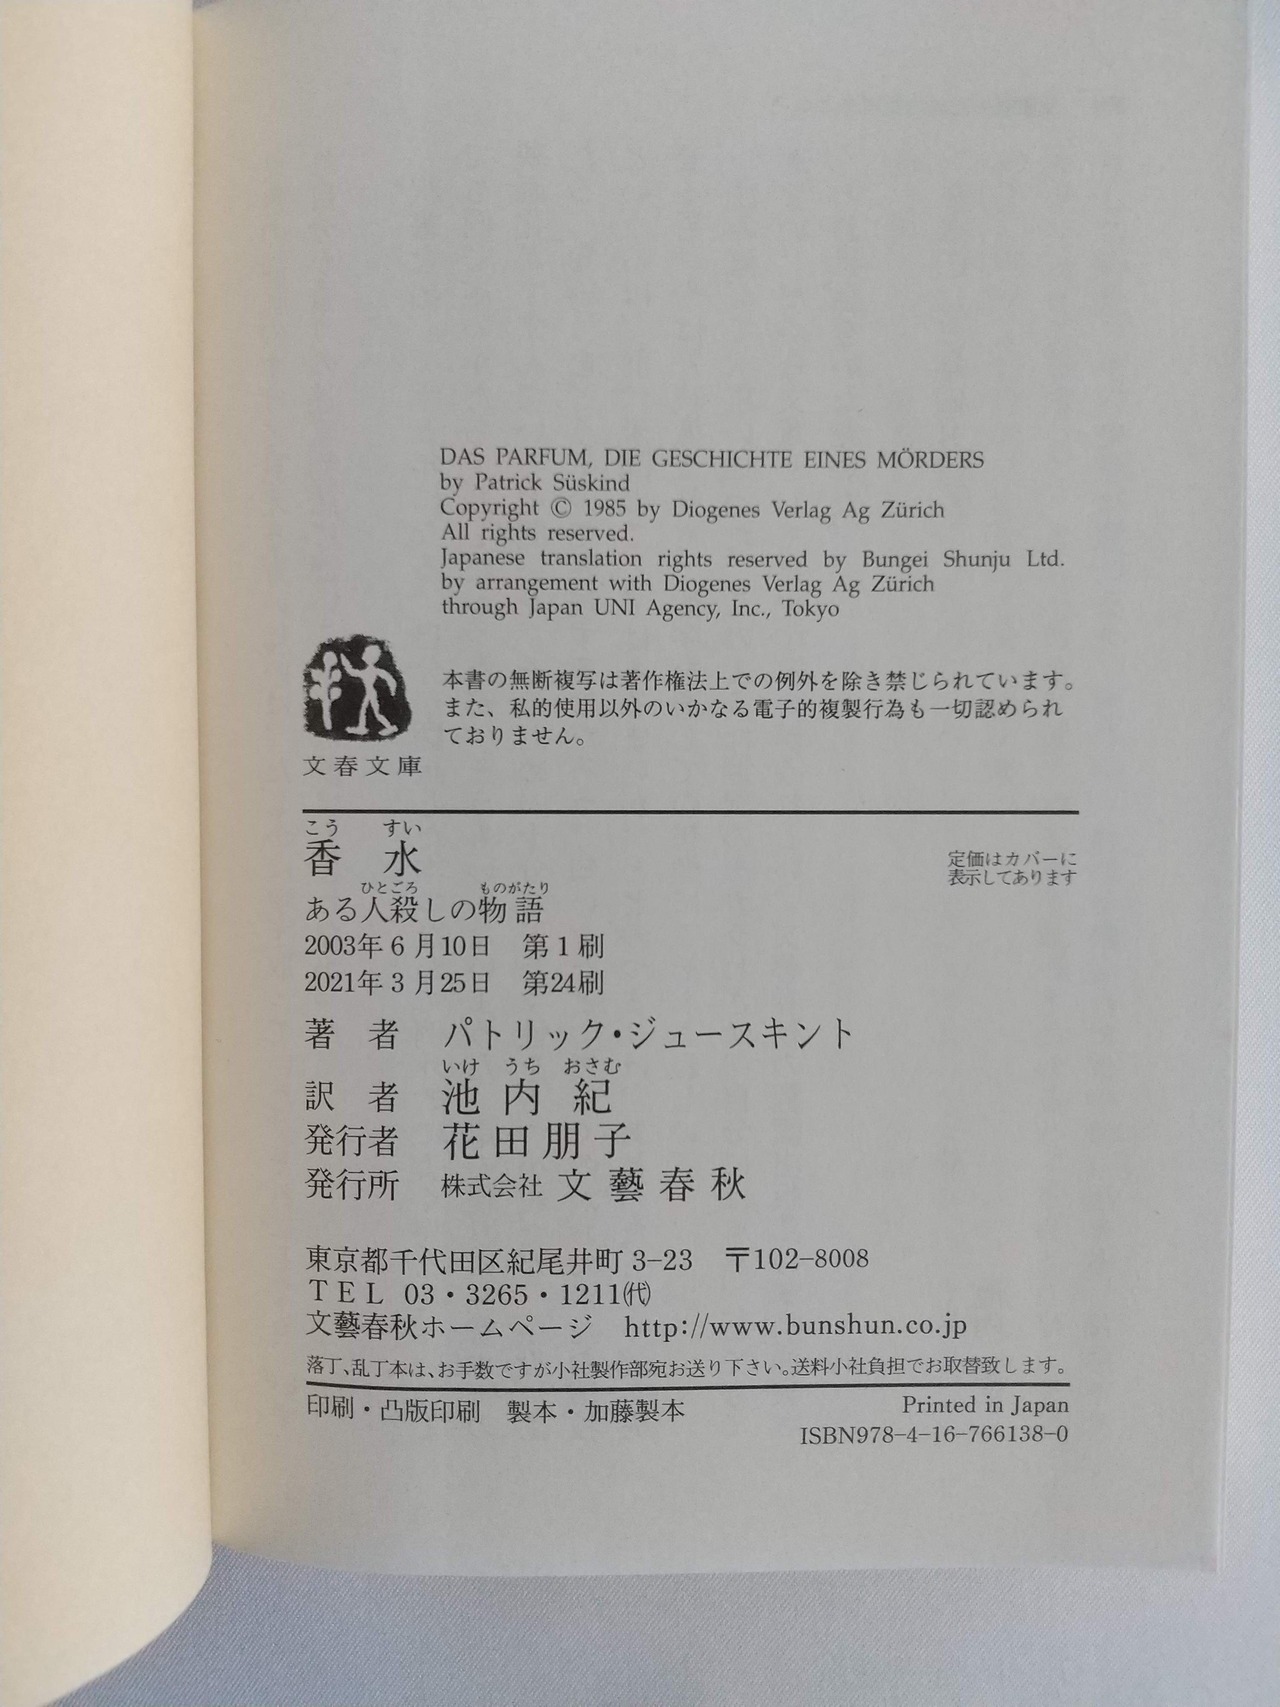 DAS PARFUM, DIE GESCHICHTE EINES MÖRDERS
by Patrick Süskind
Copyright © 1985 by Diogenes Verlag Ag Zürich
All rights reserved.
Japanese translation rights reserved by Bungei Shunju Ltd.
by arrangement with Diogenes Verlag Ag Zürich
through Japan UNI Agency, Inc., Tokyo
本書の無断複写は著作権法上での例外を除き禁じられています。
また、私的使用以外のいかなる電子的複製行為も一切認められ
ておりません。
文春文庫
こう すい
香 水
定価はカバーに
表示してあります
ひとごろ ものがたり
ある人殺しの物語
2003年6月10日 第1刷
2021年3月25日 第24刷
著 者 パトリック・ジュースキント
いけ うち おさむ
訳 者 池内 紀
発行者 花田朋子
発行所 株式会社 文藝春秋
東京都千代田区紀尾井町 3-23 〒102-8008
TEL 03・3265・1211㈹
文藝春秋ホームページ http://www.bunshun.co.jp
落丁、乱丁本は、お手数ですが小社製作部宛お送り下さい。送料小社負担でお取替致します。
印刷・凸版印刷 製本・加藤製本
Printed in Japan
ISBN978-4-16-766138-0